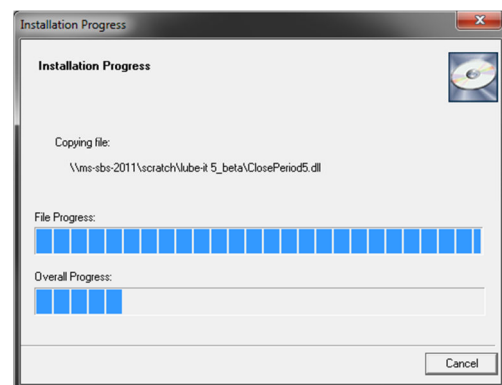 Installation Progress
Installation Progress
Copying file:
\\ms-sbs-2011\scratch\lube-it 5_beta\ClosePeriod5.dll
File Progress:
Overall Progress:
Cancel